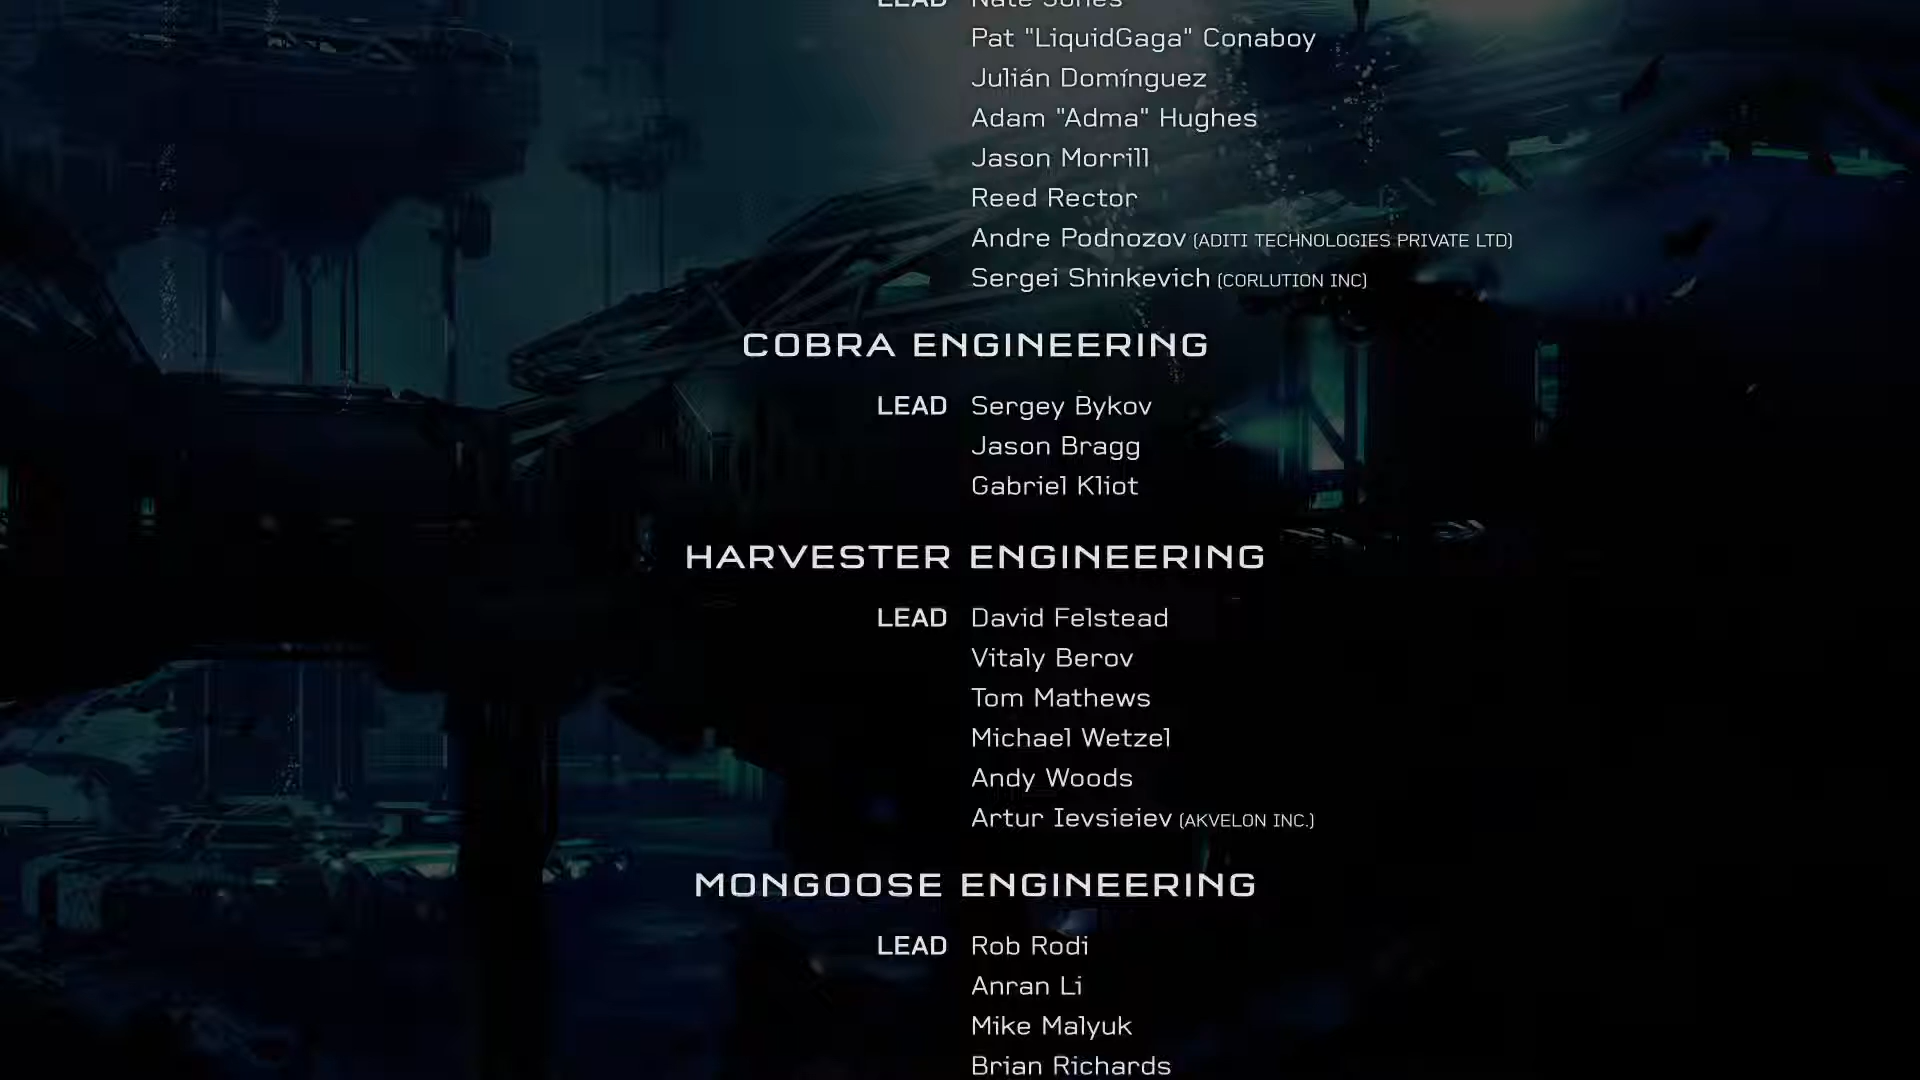 LEAD Nate Jones
Pat "LiquidGaga" Conaboy
Julián Domínguez
Adam "Adma" Hughes
Jason Morrill
Reed Rector
Andre Podnozov (ADITI TECHNOLOGIES PRIVATE LTD)
Sergei Shinkevich (CORLUTION INC)
COBRA ENGINEERING
LEAD Sergey Bykov
Jason Bragg
Gabriel Kliot
HARVESTER ENGINEERING
LEAD David Felstead
Vitaly Berov
Tom Mathews
Michael Wetzel
Andy Woods
Artur Ievsieiev (AKVELON INC.)
MONGOOSE ENGINEERING
LEAD Rob Rodi
Anran Li
Mike Malyuk
Brian Richards